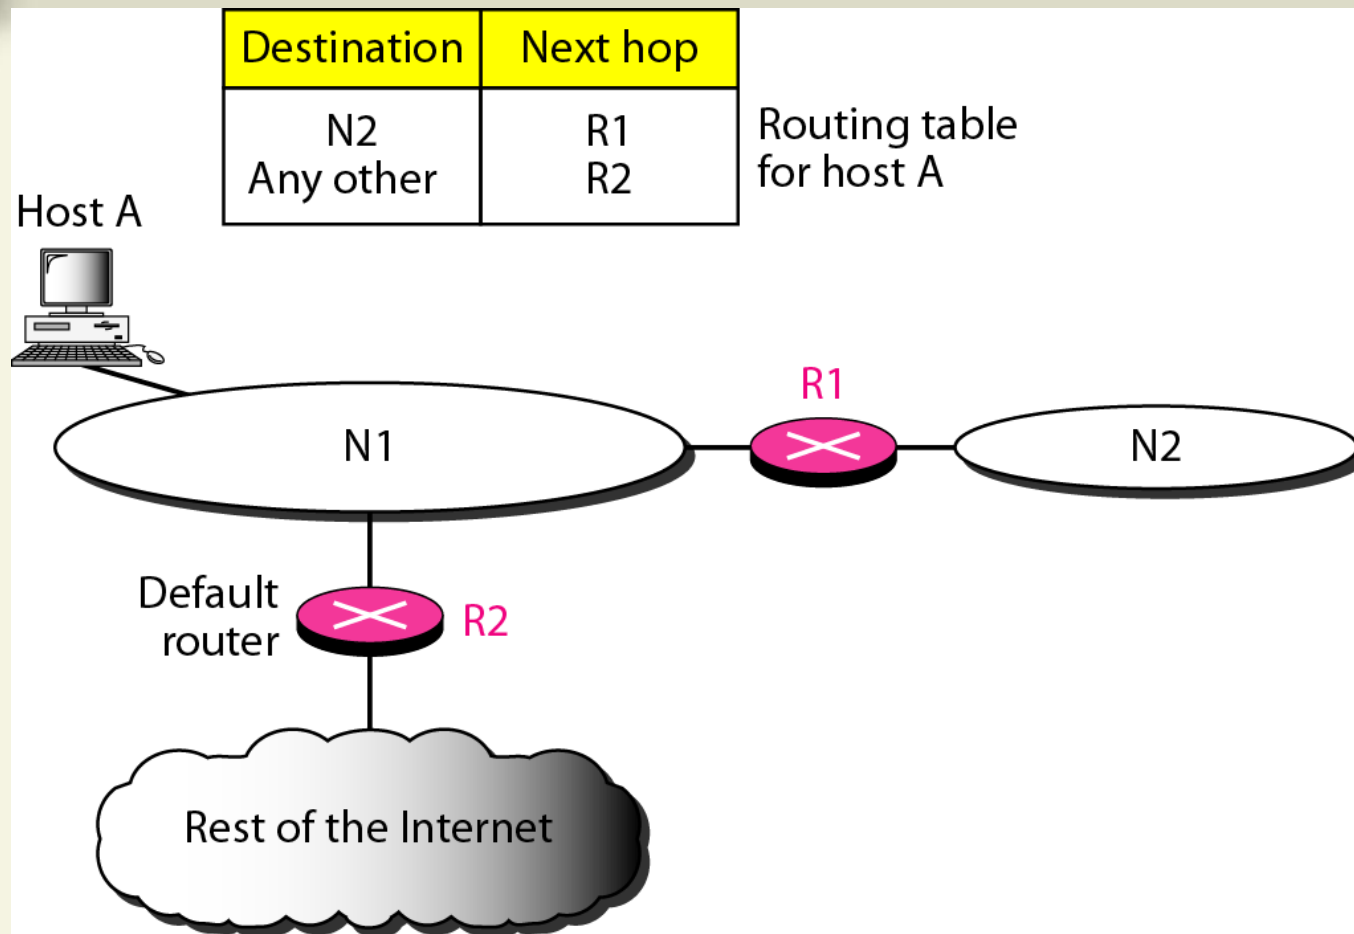 Destination Next hop
N2 R1
Any other R2
Routing table
for host A
Host A
R1
N1
N2
Default
router
R2
Rest of the Internet